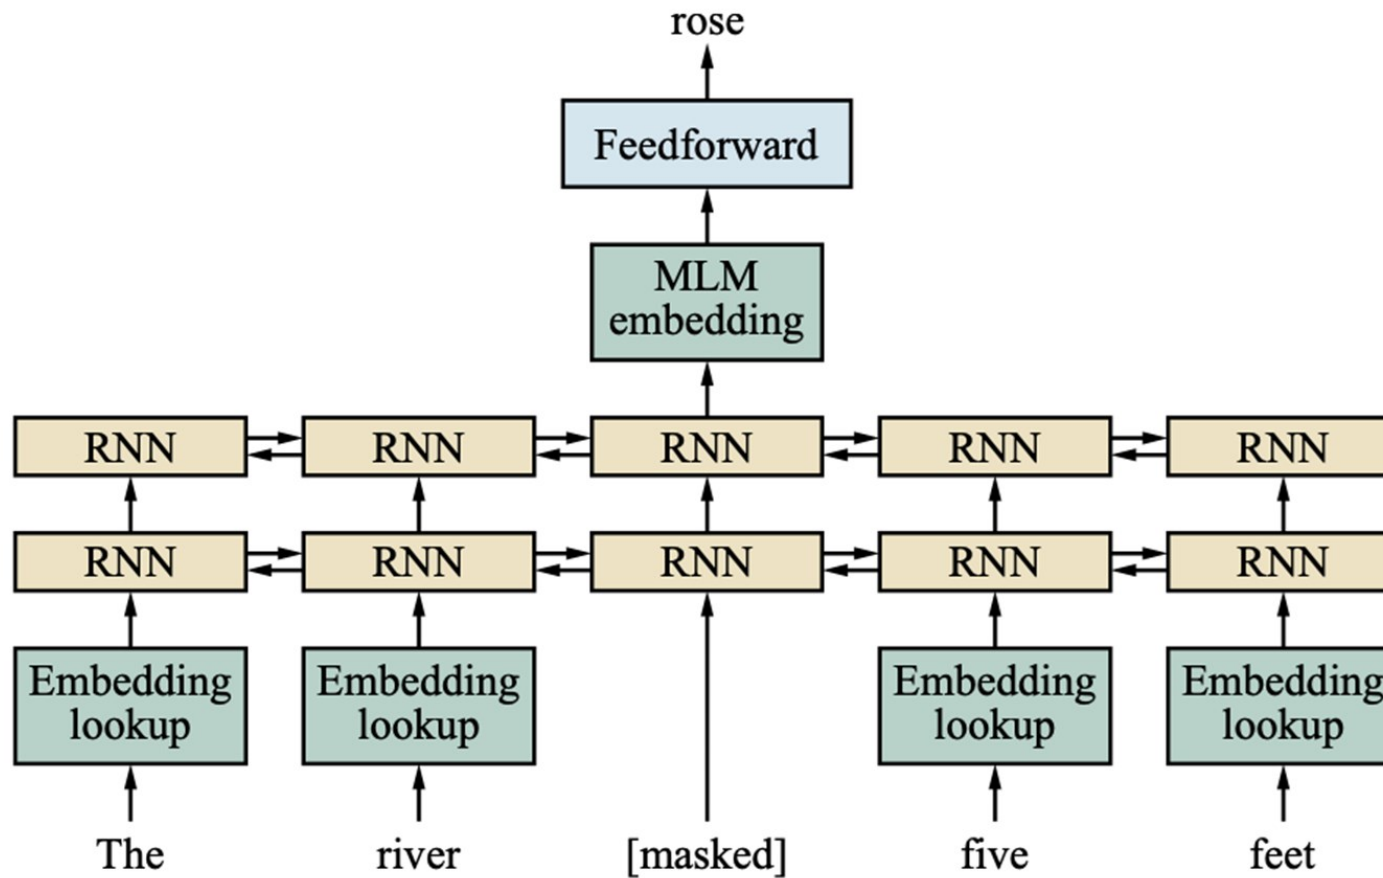 rose
Feedforward
MLM
embedding
RNN RNN RNN RNN RNN
RNN RNN RNN RNN RNN
Embedding Embedding Embedding Embedding
lookup lookup lookup lookup
The river [masked] five feet